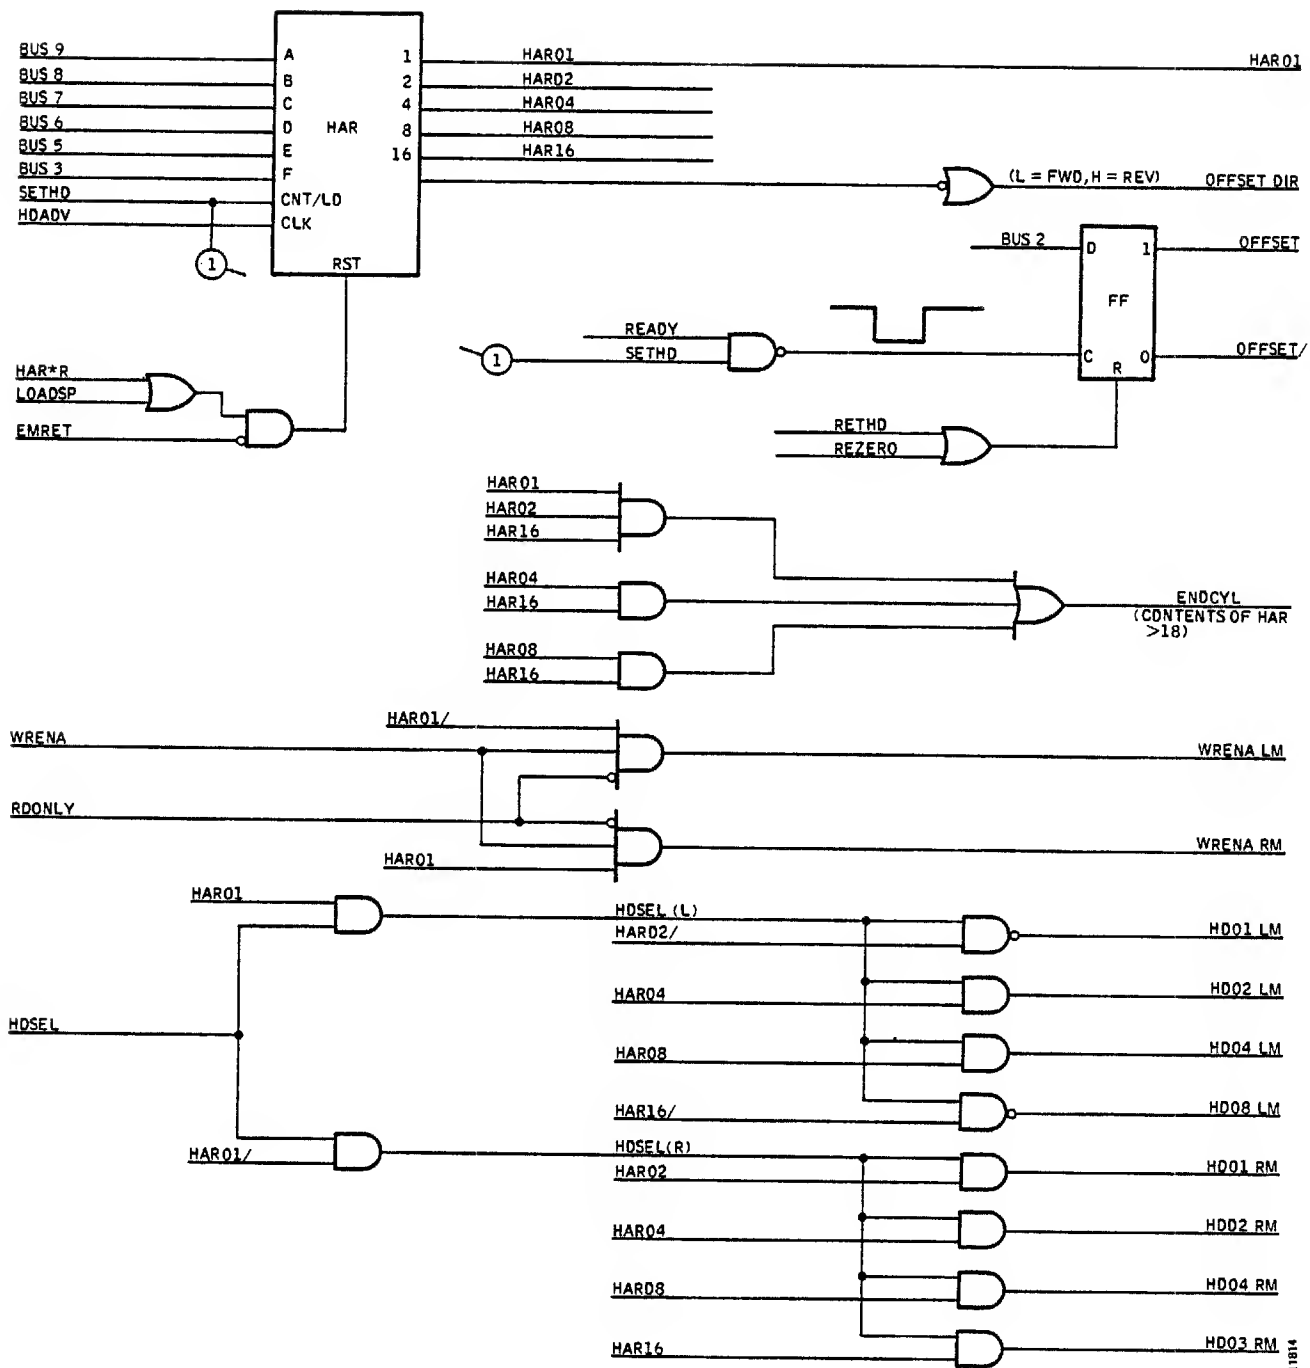 BUS 9
BUS 8
BUS 7
BUS 6
BUS 5
BUS 3
SETHD
HDADV
A
B
C
D
E
F
CNT/LD
CLK
HAR
RST
1
2
4
8
16
HAR01
HARD2
HAR04
HAR08
HAR16
HAR01
(L = FWD, H = REV)
OFFSET DIR
1
BUS 2
D
1
OFFSET
FF
READY
SETHD
1
C
0
OFFSET/
R
HAR*R
LOADSP
EMRET
RETHD
REZERO
HAR01
HAR02
HAR16
HAR04
HAR16
HAR08
HAR16
ENDCYL
(CONTENTS OF HAR
>18)
HAR01/
WRENA
WRENA LM
RDONLY
HAR01
WRENA RM
HAR01
HDSEL (L)
HARD2/
HD01 LM
HAR04
HD02 LM
HDSEL
HAR08
HD04 LM
HAR16/
HD08 LM
HAR01/
HDSEL(R)
HAR02
HD01 RM
HAR04
HD02 RM
HARD8
HD04 RM
HAR16
HD03 RM
11814